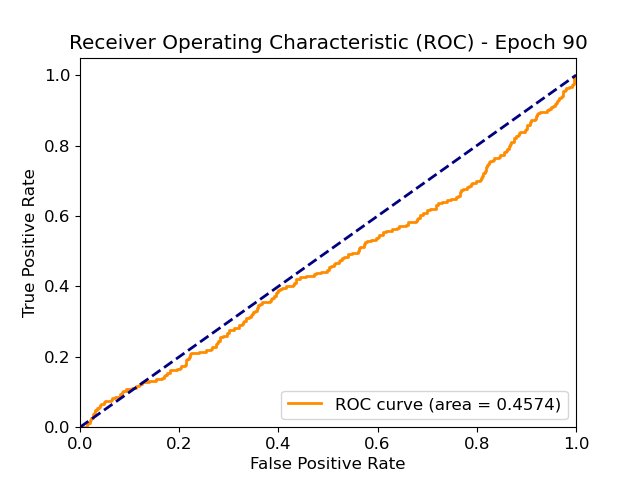 Receiver Operating Characteristic (ROC) - Epoch 90
True Positive Rate
1.0
0.8
0.6
0.4
0.2
0.0
ROC curve (area = 0.4574)
0.0 0.2 0.4 0.6 0.8 1.0
False Positive Rate